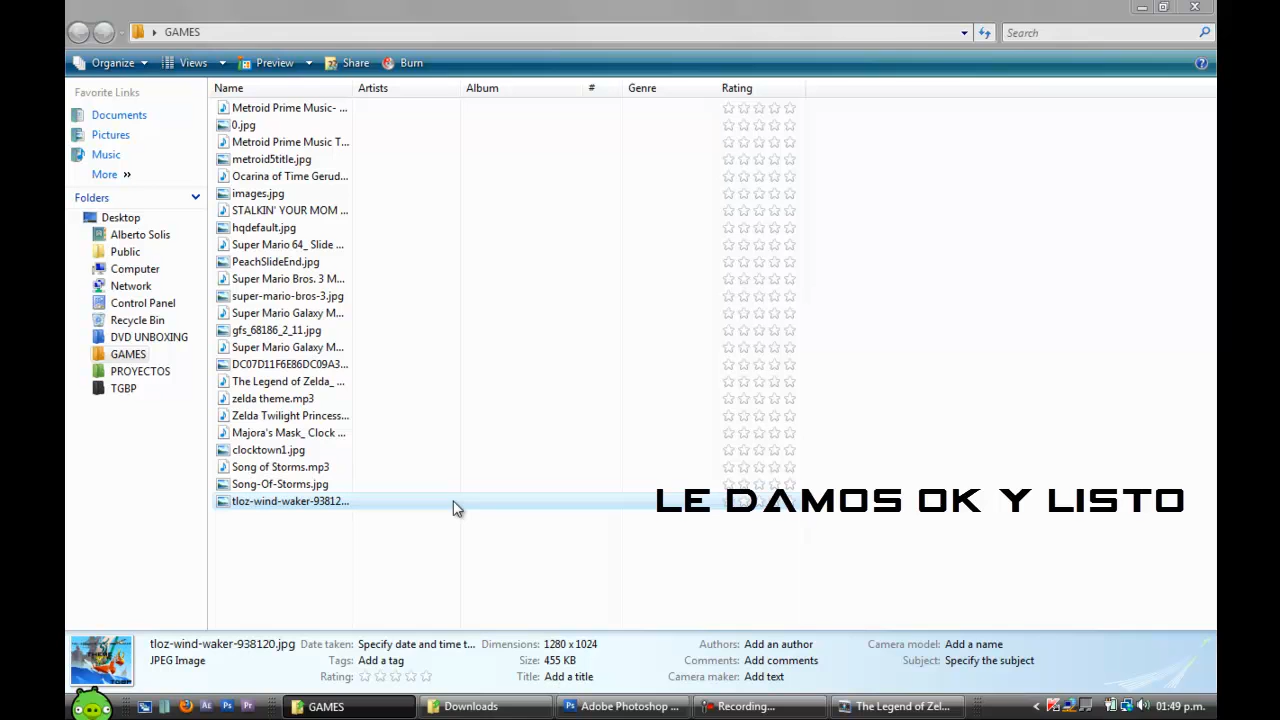 GAMES
Search
Organize
Views
Preview
Share
Burn
Favorite Links
Documents
Pictures
Music
More »
Folders
Desktop
Alberto Solis
Public
Computer
Network
Control Panel
Recycle Bin
DVD UNBOXING
GAMES
PROYECTOS
TGBP
Name Artists Album # Genre Rating
Metroid Prime Music- ...
0.jpg
Metroid Prime Music T...
metroid5title.jpg
Ocarina of Time Gerud...
images.jpg
STALKIN' YOUR MOM ...
hqdefault.jpg
Super Mario 64_ Slide ...
PeachSlideEnd.jpg
Super Mario Bros. 3 M...
super-mario-bros-3.jpg
Super Mario Galaxy M...
gfs_68186_2_11.jpg
Super Mario Galaxy M...
DC07D11F6E86DC09A3...
The Legend of Zelda_ ...
zelda theme.mp3
Zelda Twilight Princess...
Majora's Mask_ Clock ...
clocktown1.jpg
Song of Storms.mp3
Song-Of-Storms.jpg
tloz-wind-waker-93812...
LE DAMOS OK Y LISTO
tloz-wind-waker-938120.jpg
JPEG Image
Date taken: Specify date and time t...
Tags: Add a tag
Rating:
Dimensions: 1280 x 1024
Size: 455 KB
Title: Add a title
Authors: Add an author
Comments: Add comments
Camera maker: Add text
Camera model: Add a name
Subject: Specify the subject
GAMES
Downloads
Adobe Photoshop ...
Recording...
The Legend of Zel...
01:49 p.m.